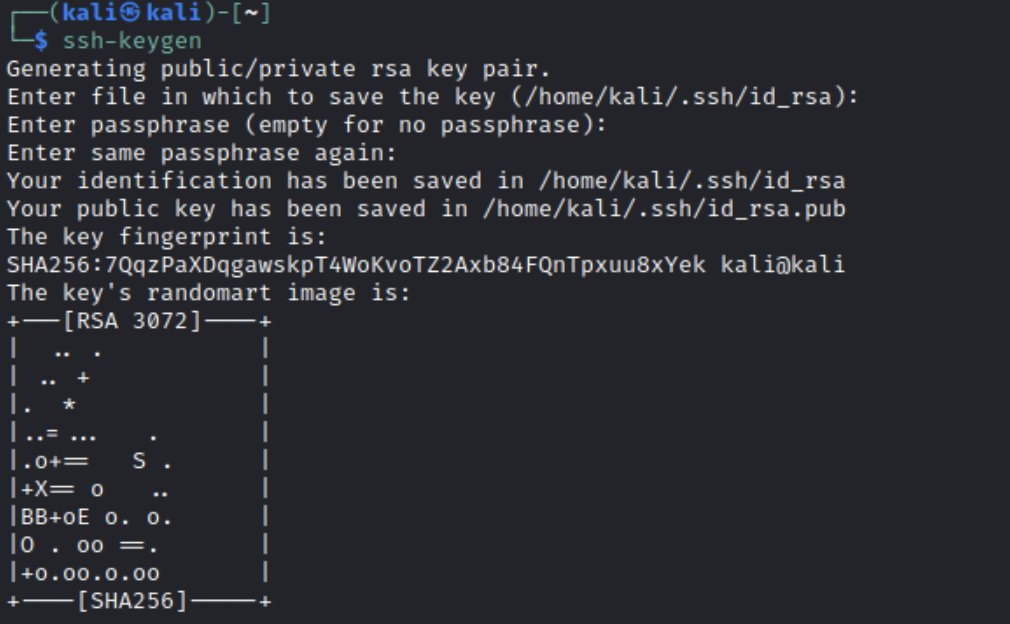 ┌──(kali㉿kali)-[~]
└─$ ssh-keygen
Generating public/private rsa key pair.
Enter file in which to save the key (/home/kali/.ssh/id_rsa):
Enter passphrase (empty for no passphrase):
Enter same passphrase again:
Your identification has been saved in /home/kali/.ssh/id_rsa
Your public key has been saved in /home/kali/.ssh/id_rsa.pub
The key fingerprint is:
SHA256:7QqzPaXDqgawskpT4WoKvoTZ2Axb84FQnTpxuu8xYek kali@kali
The key's randomart image is:
+---[RSA 3072]----+
|   .. .          |
|  .. +           |
|.   *            |
|..= ...    .     |
|.o+==   S .      |
|+X== o    ..     |
|BB+oE o. o.      |
|O . oo ==.       |
|+o.oo.o.oo       |
+----[SHA256]-----+